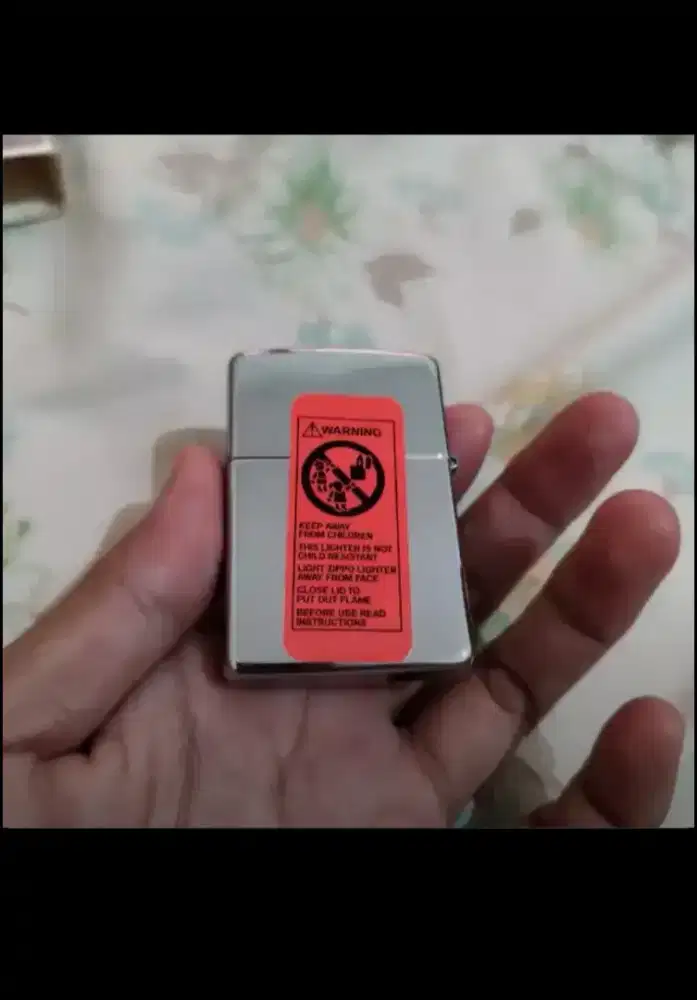 WARNING
KEEP AWAY
FROM CHILDREN
THIS LIGHTER IS NOT
CHILD RESISTANT
LIGHT ZIPPO LIGHTER
AWAY FROM FACE
CLOSE LID TO
PUT OUT FLAME
BEFORE USE READ
INSTRUCTIONS